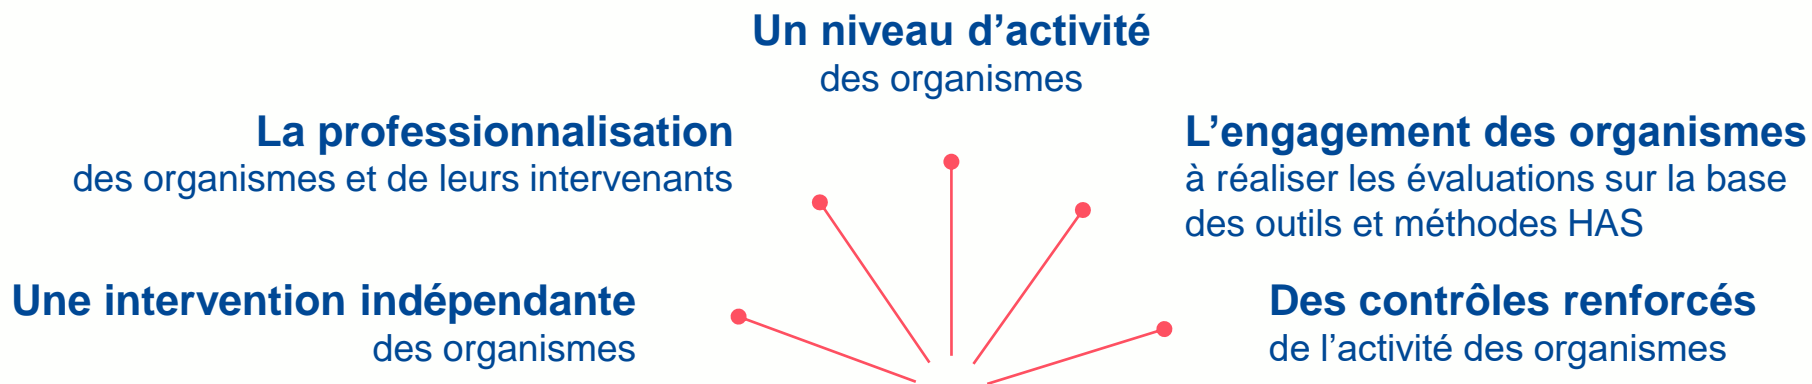 Un niveau d’activité
des organismes
La professionnalisation
des organismes et de leurs intervenants
L’engagement des organismes
à réaliser les évaluations sur la base
des outils et méthodes HAS
Une intervention indépendante
des organismes
Des contrôles renforcés
de l’activité des organismes